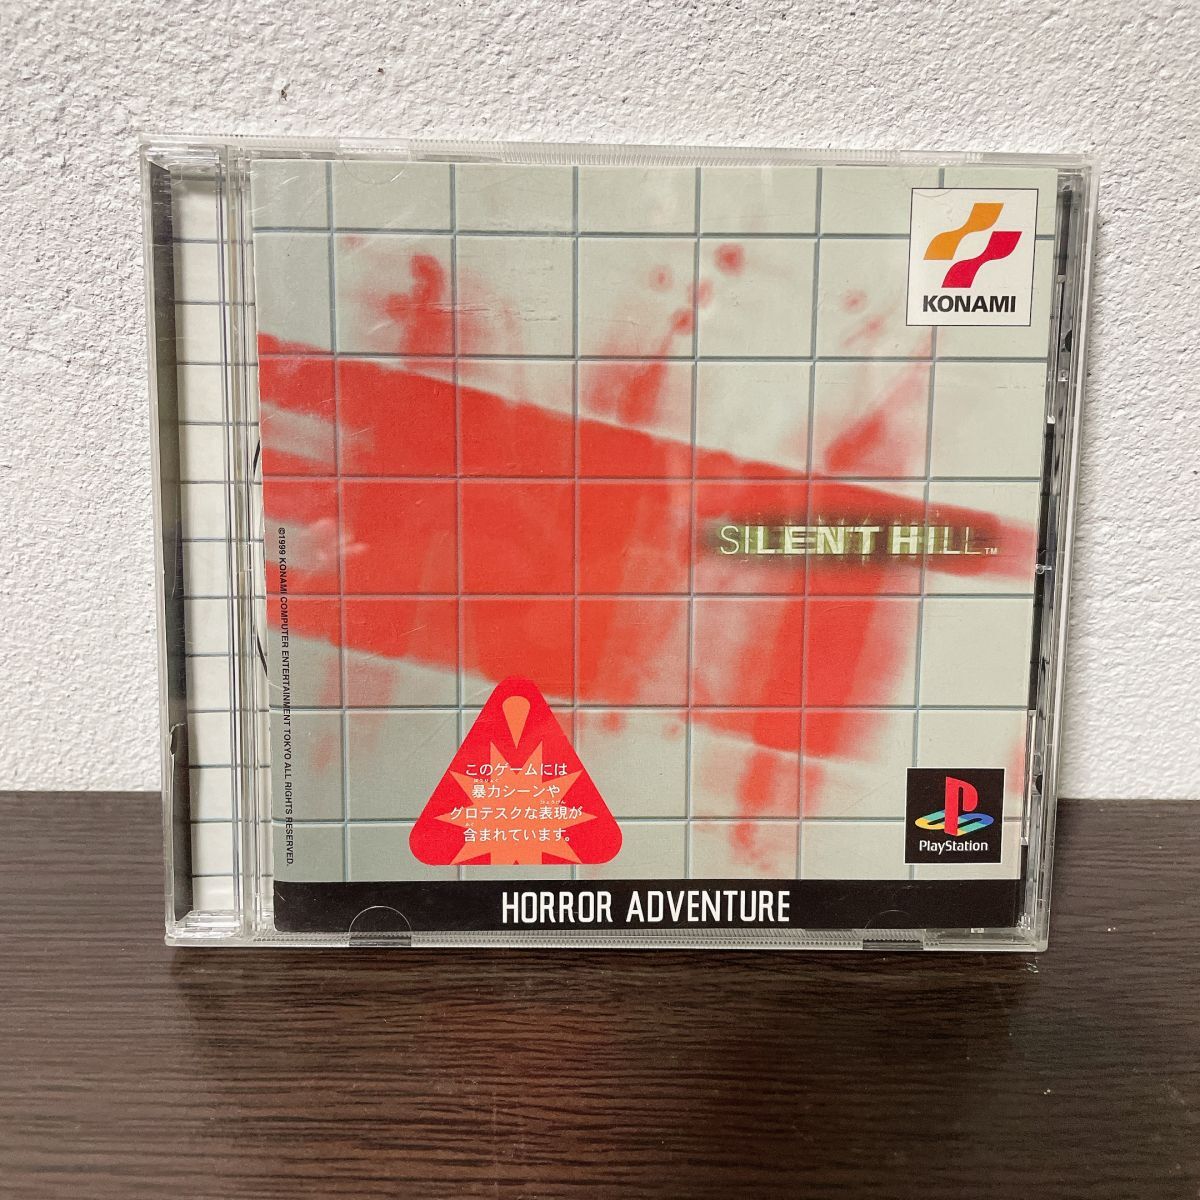 KONAMI
SILENT HILL™
©1999 KONAMI COMPUTER ENTERTAINMENT TOKYO ALL RIGHTS RESERVED.
このゲームには
暴力シーンや
グロテスクな表現が
含まれています。
PlayStation
HORROR ADVENTURE